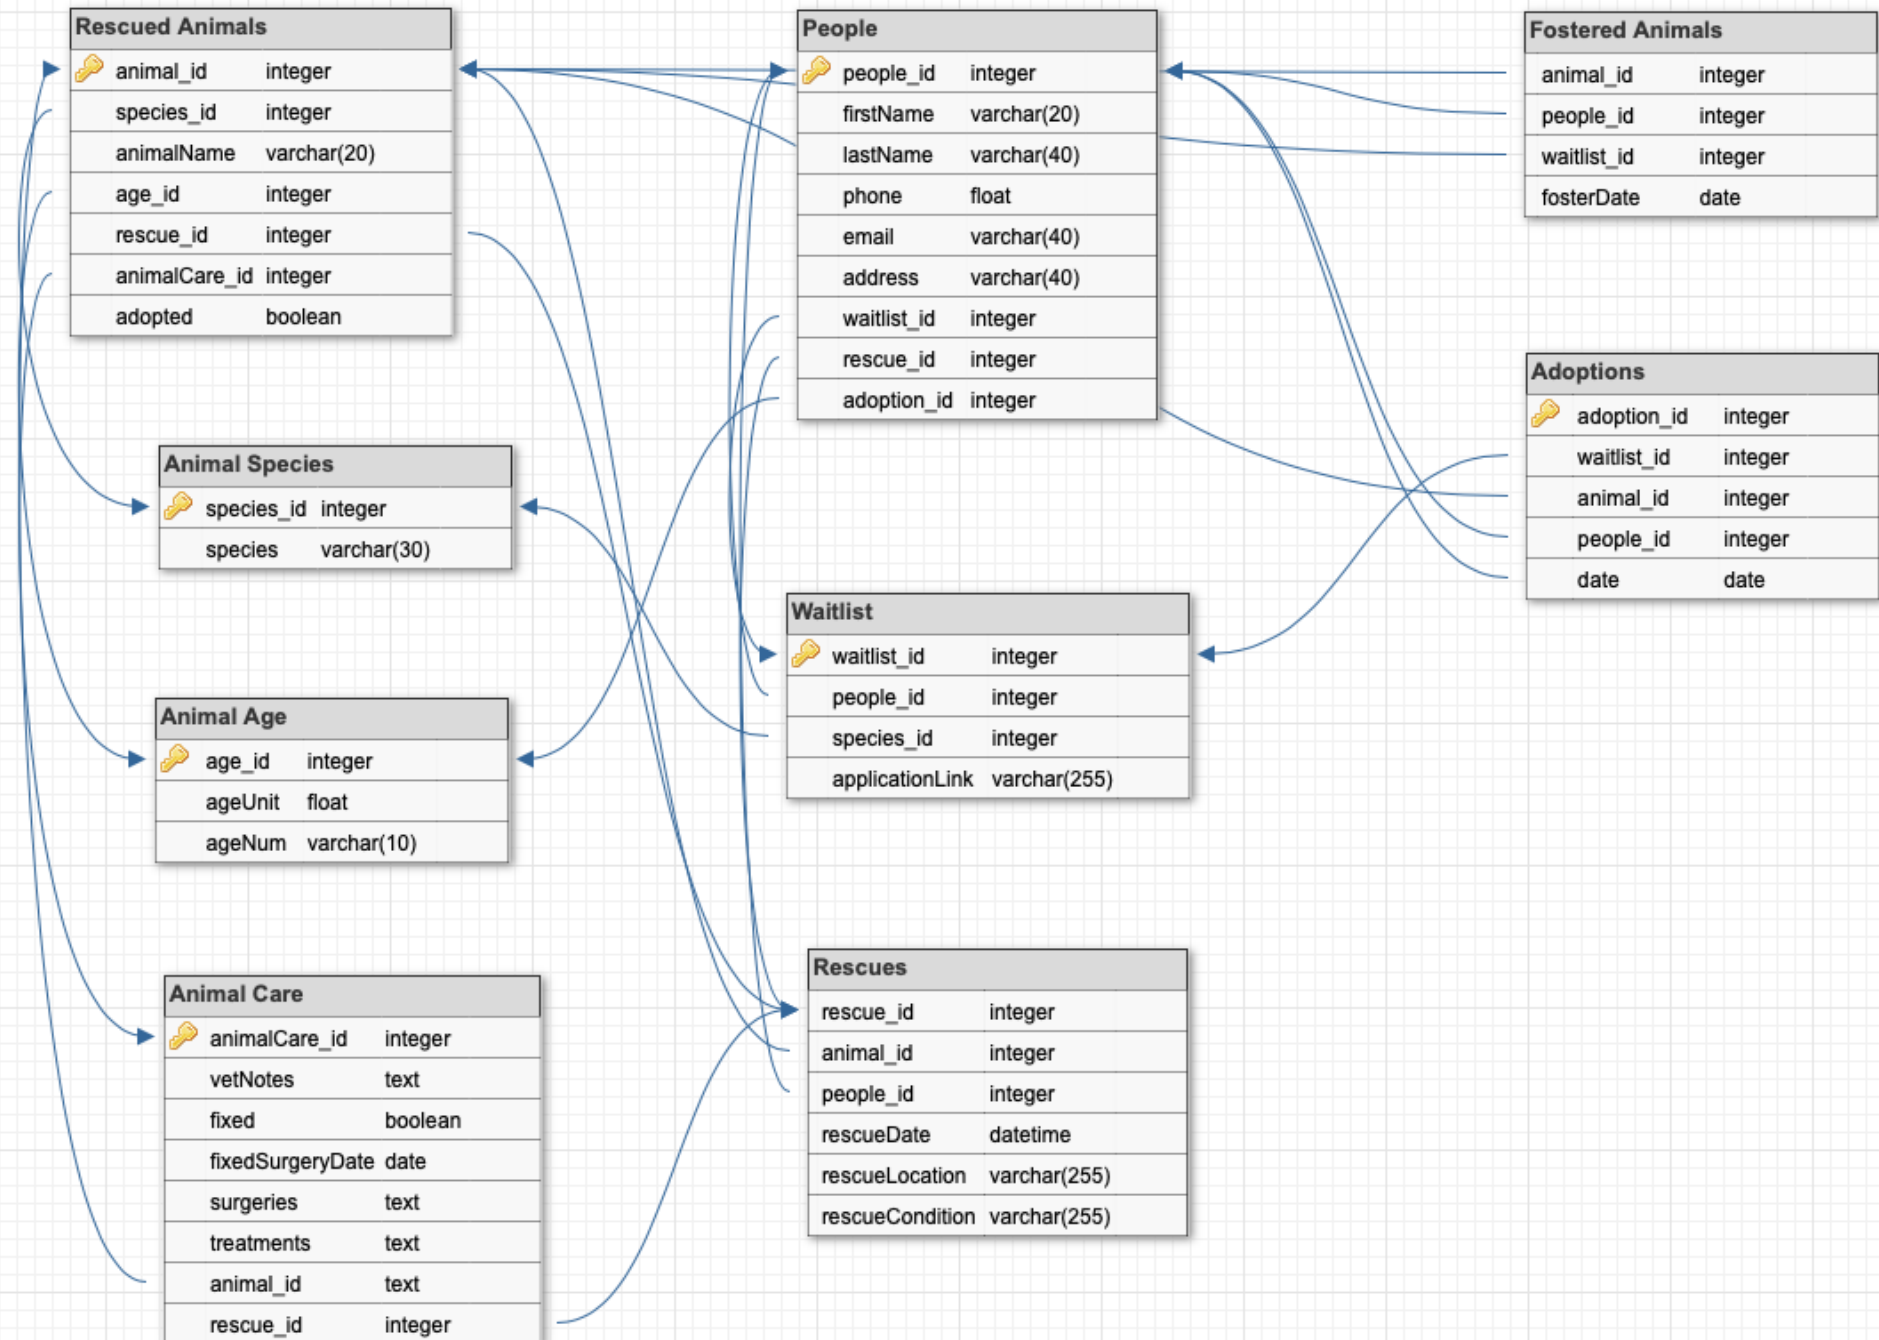 Rescued Animals
animal_id integer
species_id integer
animalName varchar(20)
age_id integer
rescue_id integer
animalCare_id integer
adopted boolean
People
people_id integer
firstName varchar(20)
lastName varchar(40)
phone float
email varchar(40)
address varchar(40)
waitlist_id integer
rescue_id integer
adoption_id integer
Fostered Animals
animal_id integer
people_id integer
waitlist_id integer
fosterDate date
Adoptions
adoption_id integer
waitlist_id integer
animal_id integer
people_id integer
date date
Animal Species
species_id integer
species varchar(30)
Waitlist
waitlist_id integer
people_id integer
species_id integer
applicationLink varchar(255)
Animal Age
age_id integer
ageUnit float
ageNum varchar(10)
Rescues
rescue_id integer
animal_id integer
people_id integer
rescueDate datetime
rescueLocation varchar(255)
rescueCondition varchar(255)
Animal Care
animalCare_id integer
vetNotes text
fixed boolean
fixedSurgeryDate date
surgeries text
treatments text
animal_id text
rescue_id integer